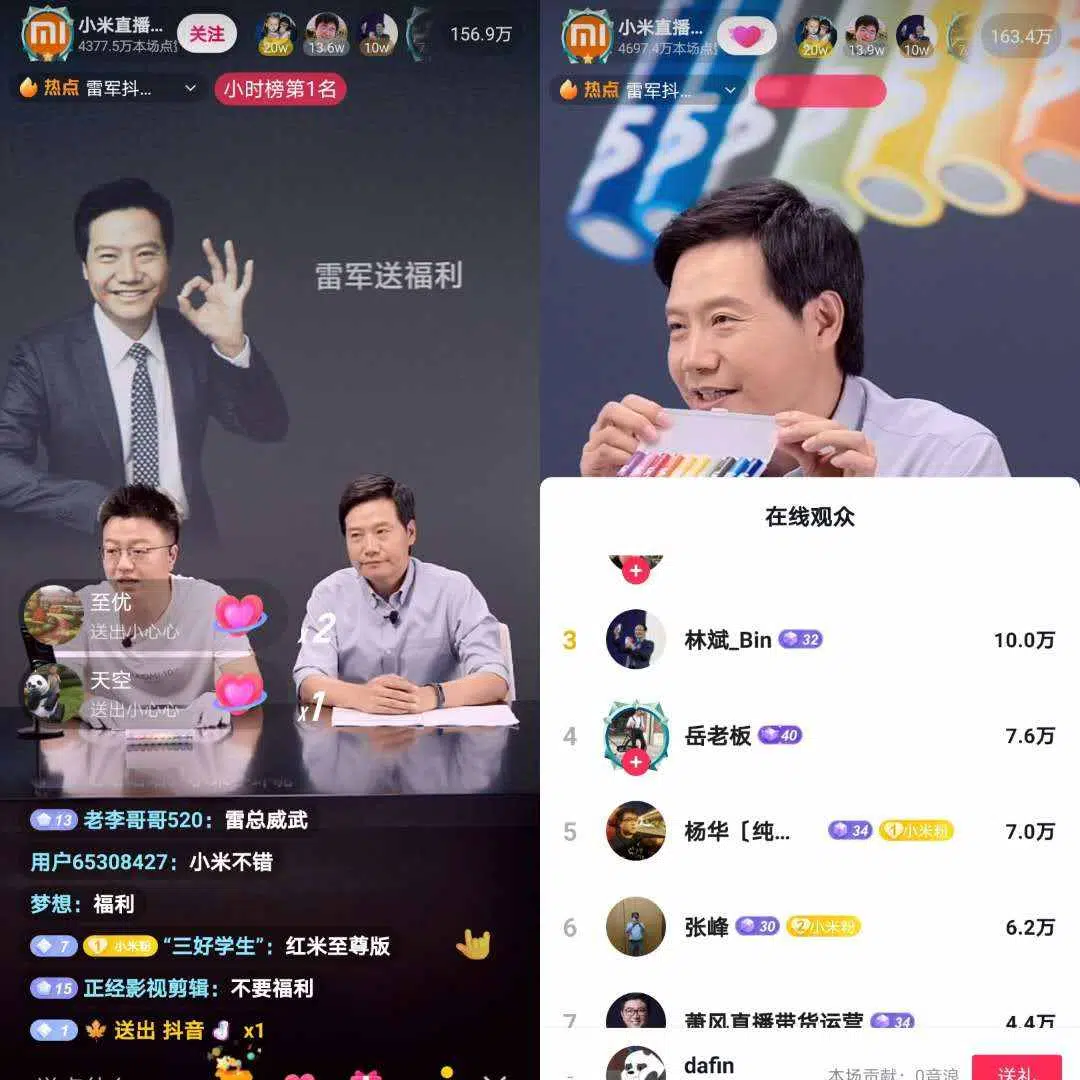 小米直播…
4377.5万本场点
关注
20w
13.6w
10w
156.9万
热点 雷军抖...
小时榜第1名
雷军送福利
至优
送出小心心
x2
天空
送出小心心
x1
13 老李哥哥520：雷总威武
用户65308427：小米不错
梦想：福利
7 1 小米粉 “三好学生”：红米至尊版
15 正经影视剪辑：不要福利
1 送出 抖音 x1
小米直播…
4697.4万本场点
20w
13.9w
10w
7
163.4万
热点 雷军抖...
5
5
5
在线观众
3 林斌_Bin 32 10.0万
4 岳老板 40 7.6万
5 杨华〔纯... 34 1小米粉 7.0万
6 张峰 30 2小米粉 6.2万
7 萧风直播带货运营 34 4.4万
- dafin
本场贡献：0音浪
送礼